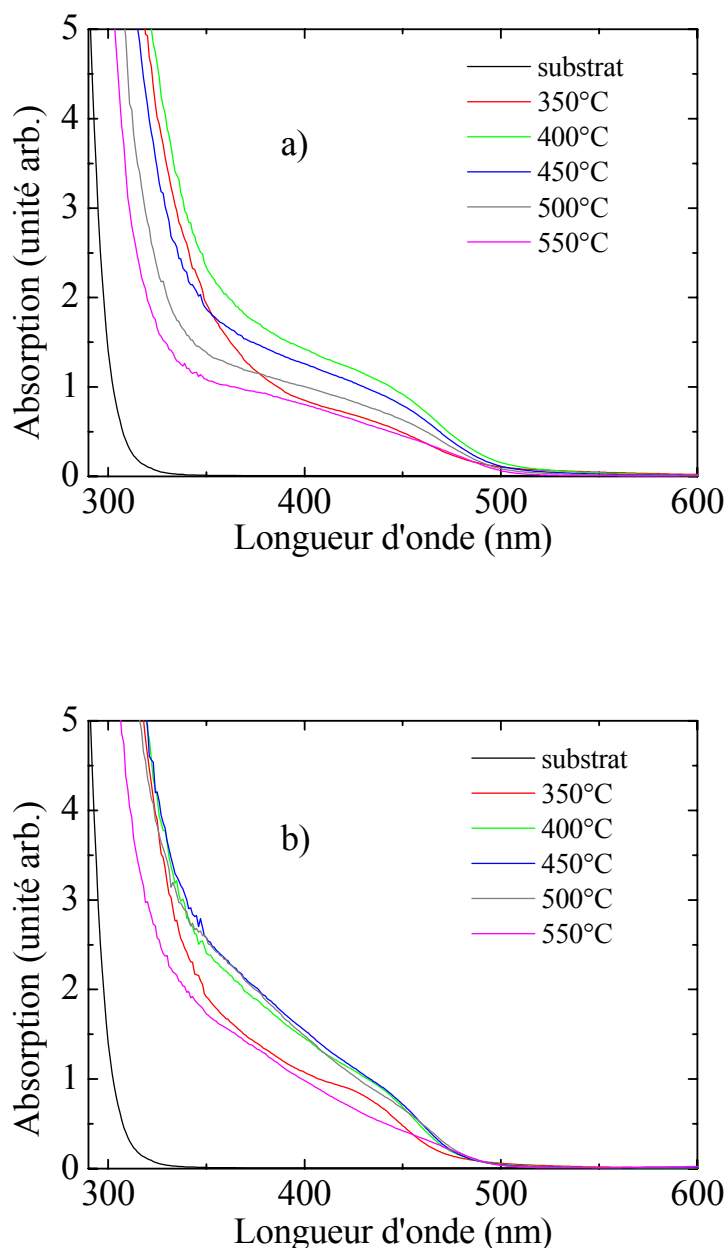 5
4
3
2
1
0
Absorption (unité arb.)
a)
substrat
350°C
400°C
450°C
500°C
550°C
300
400
500
600
Longueur d'onde (nm)
5
4
3
2
1
0
Absorption (unité arb.)
b)
substrat
350°C
400°C
450°C
500°C
550°C
300
400
500
600
Longueur d'onde (nm)